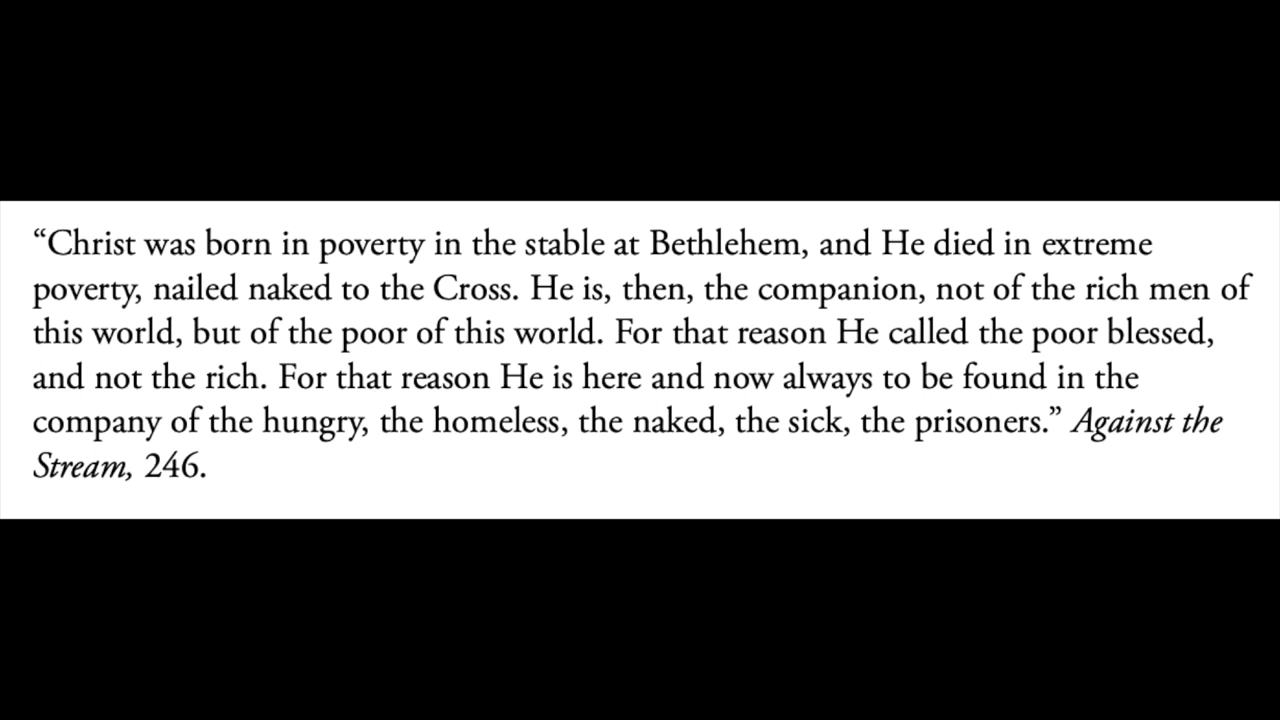 “Christ was born in poverty in the stable at Bethlehem, and He died in extreme
poverty, nailed naked to the Cross. He is, then, the companion, not of the rich men of
this world, but of the poor of this world. For that reason He called the poor blessed,
and not the rich. For that reason He is here and now always to be found in the
company of the hungry, the homeless, the naked, the sick, the prisoners.” Against the
Stream, 246.